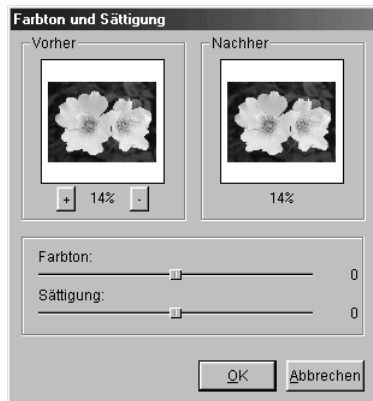 Farbton und Sättigung
Vorher
Nachher
+ 14% -
14%
Farbton:
0
Sättigung:
0
OK
Abbrechen